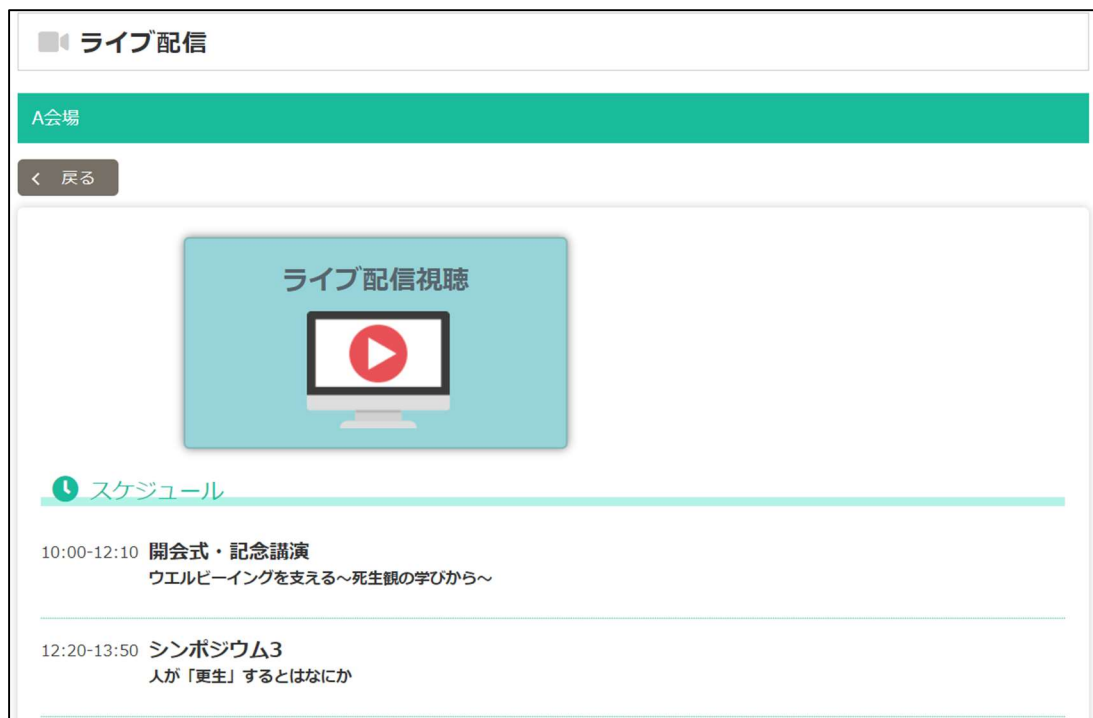 ライブ配信
A会場
戻る
ライブ配信視聴
スケジュール
10:00-12:10 開会式・記念講演
ウエルビーイングを支える～死生観の学びから～
12:20-13:50 シンポジウム3
人が「更生」するとはなにか